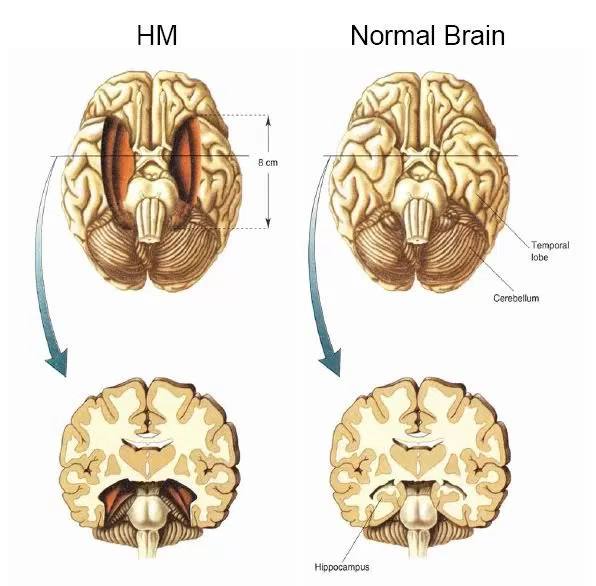 HM
Normal Brain
8 cm
Temporal
lobe
Cerebellum
Hippocampus